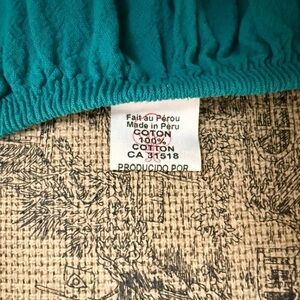 Fait au Pérou
Made in Peru
COTON
100%
COTTON
CA 31518
PRODUCIDO POR